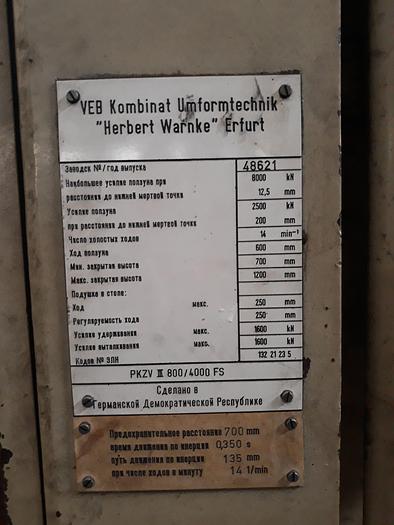 VEB Kombinat Umformtechnik
"Herbert Warnke" Erfurt
Заводск №/год выпуска 48621
Наибольшее усилие ползуна при 8000 kN
расстоянии до нижней мертвой точки 12,5 mm
Усилие ползуна 2500 kN
при расстоянии до нижней мертвой точки 200 mm
Число холостых ходов 14 min⁻¹
Ход ползуна 600 mm
Мин. закрытая высота 700 mm
Макс. закрытая высота 1200 mm
Подушка в столе:
Ход макс. 250 mm
Регулируемость хода 250 mm
Усилие удерживания макс. 1600 kN
Усилие выталкивания макс. 1600 kN
Кодов № ЭЛН 132 21 23 5
PKZV III 800/4000 FS
Сделано в
Германской Демократической Республике
Предохранительное расстояние 700 mm
время движения по инерции 0,350 s
путь движения по инерции 135 mm
при числе ходов в минуту 14 1/min